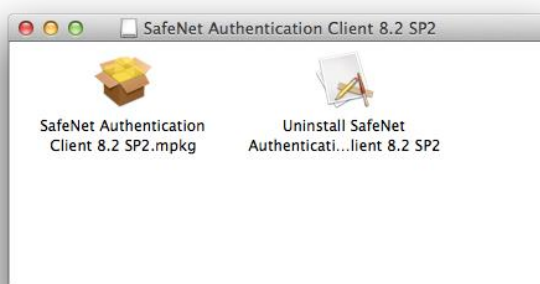 SafeNet Authentication Client 8.2 SP2
SafeNet Authentication
Client 8.2 SP2.mpkg
Uninstall SafeNet
Authenticati...lient 8.2 SP2